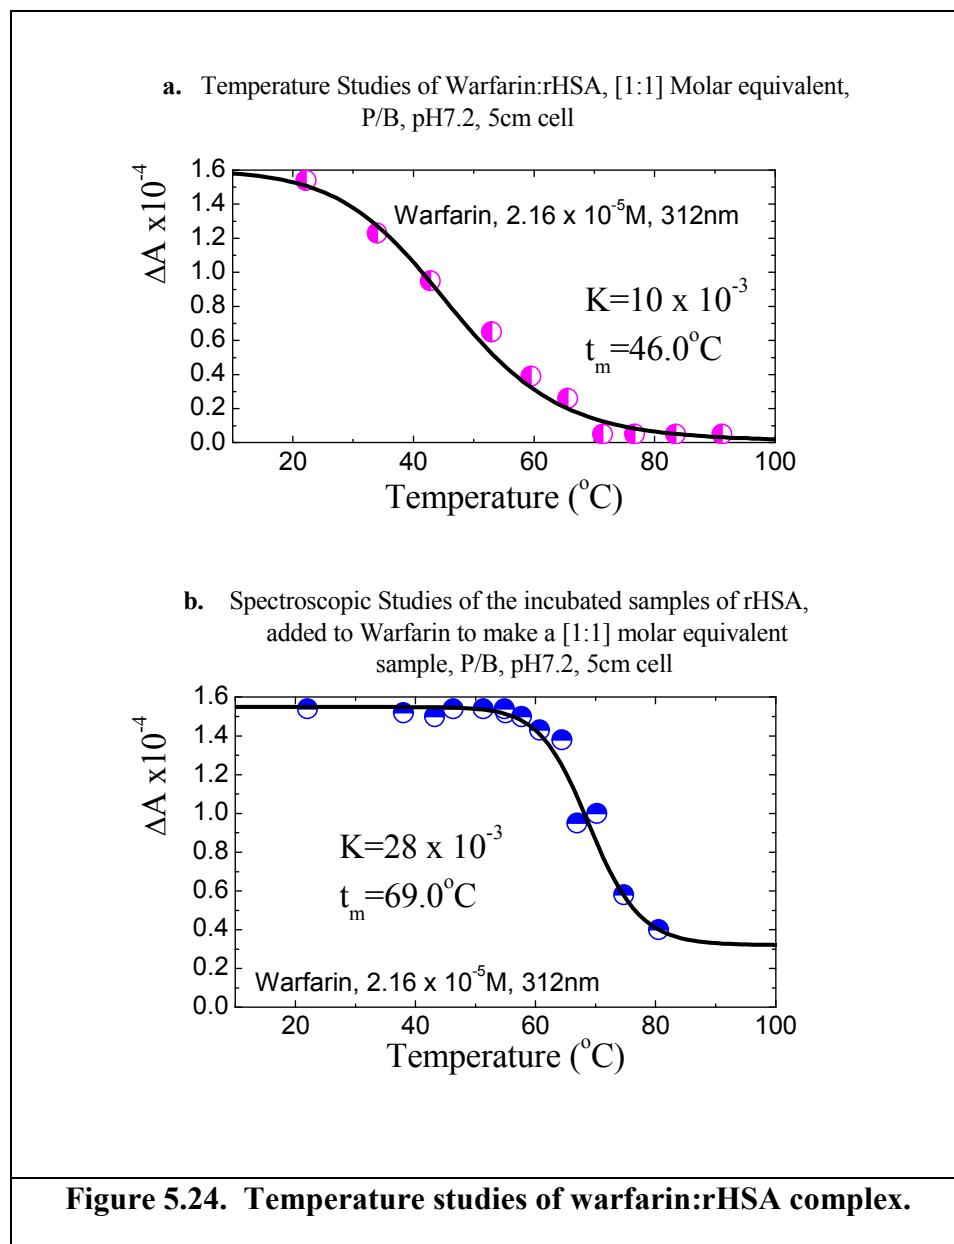 a. Temperature Studies of Warfarin:rHSA, [1:1] Molar equivalent,
P/B, pH7.2, 5cm cell
ΔA x10⁻⁴
1.6
1.4
1.2
1.0
0.8
0.6
0.4
0.2
0.0
Warfarin, 2.16 x 10⁻⁵M, 312nm
K=10 x 10⁻³
tₘ=46.0°C
20 40 60 80 100
Temperature (°C)
b. Spectroscopic Studies of the incubated samples of rHSA,
added to Warfarin to make a [1:1] molar equivalent
sample, P/B, pH7.2, 5cm cell
ΔA x10⁻⁴
1.6
1.4
1.2
1.0
0.8
0.6
0.4
0.2
0.0
K=28 x 10⁻³
tₘ=69.0°C
Warfarin, 2.16 x 10⁻⁵M, 312nm
20 40 60 80 100
Temperature (°C)
Figure 5.24. Temperature studies of warfarin:rHSA complex.